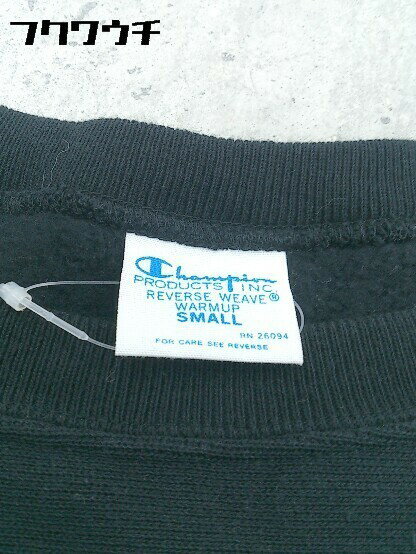 フクワウチ
Champion
PRODUCTS INC.
REVERSE WEAVE®
WARMUP
SMALL
RN 26094
FOR CARE SEE REVERSE